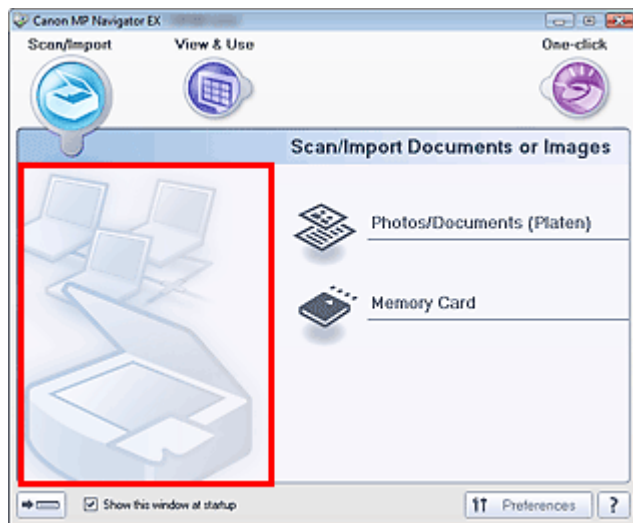 Canon MP Navigator EX
Scan/Import
View & Use
One-click
Scan/Import Documents or Images
Photos/Documents (Platen)
Memory Card
Show this window at startup
Preferences
?